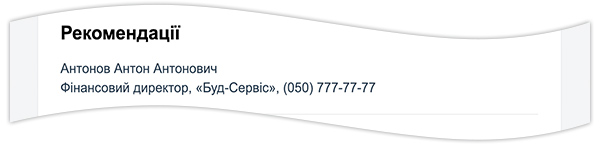 Рекомендації
Антонов Антон Антонович
Фінансовий директор, «Буд-Сервіс», (050) 777-77-77